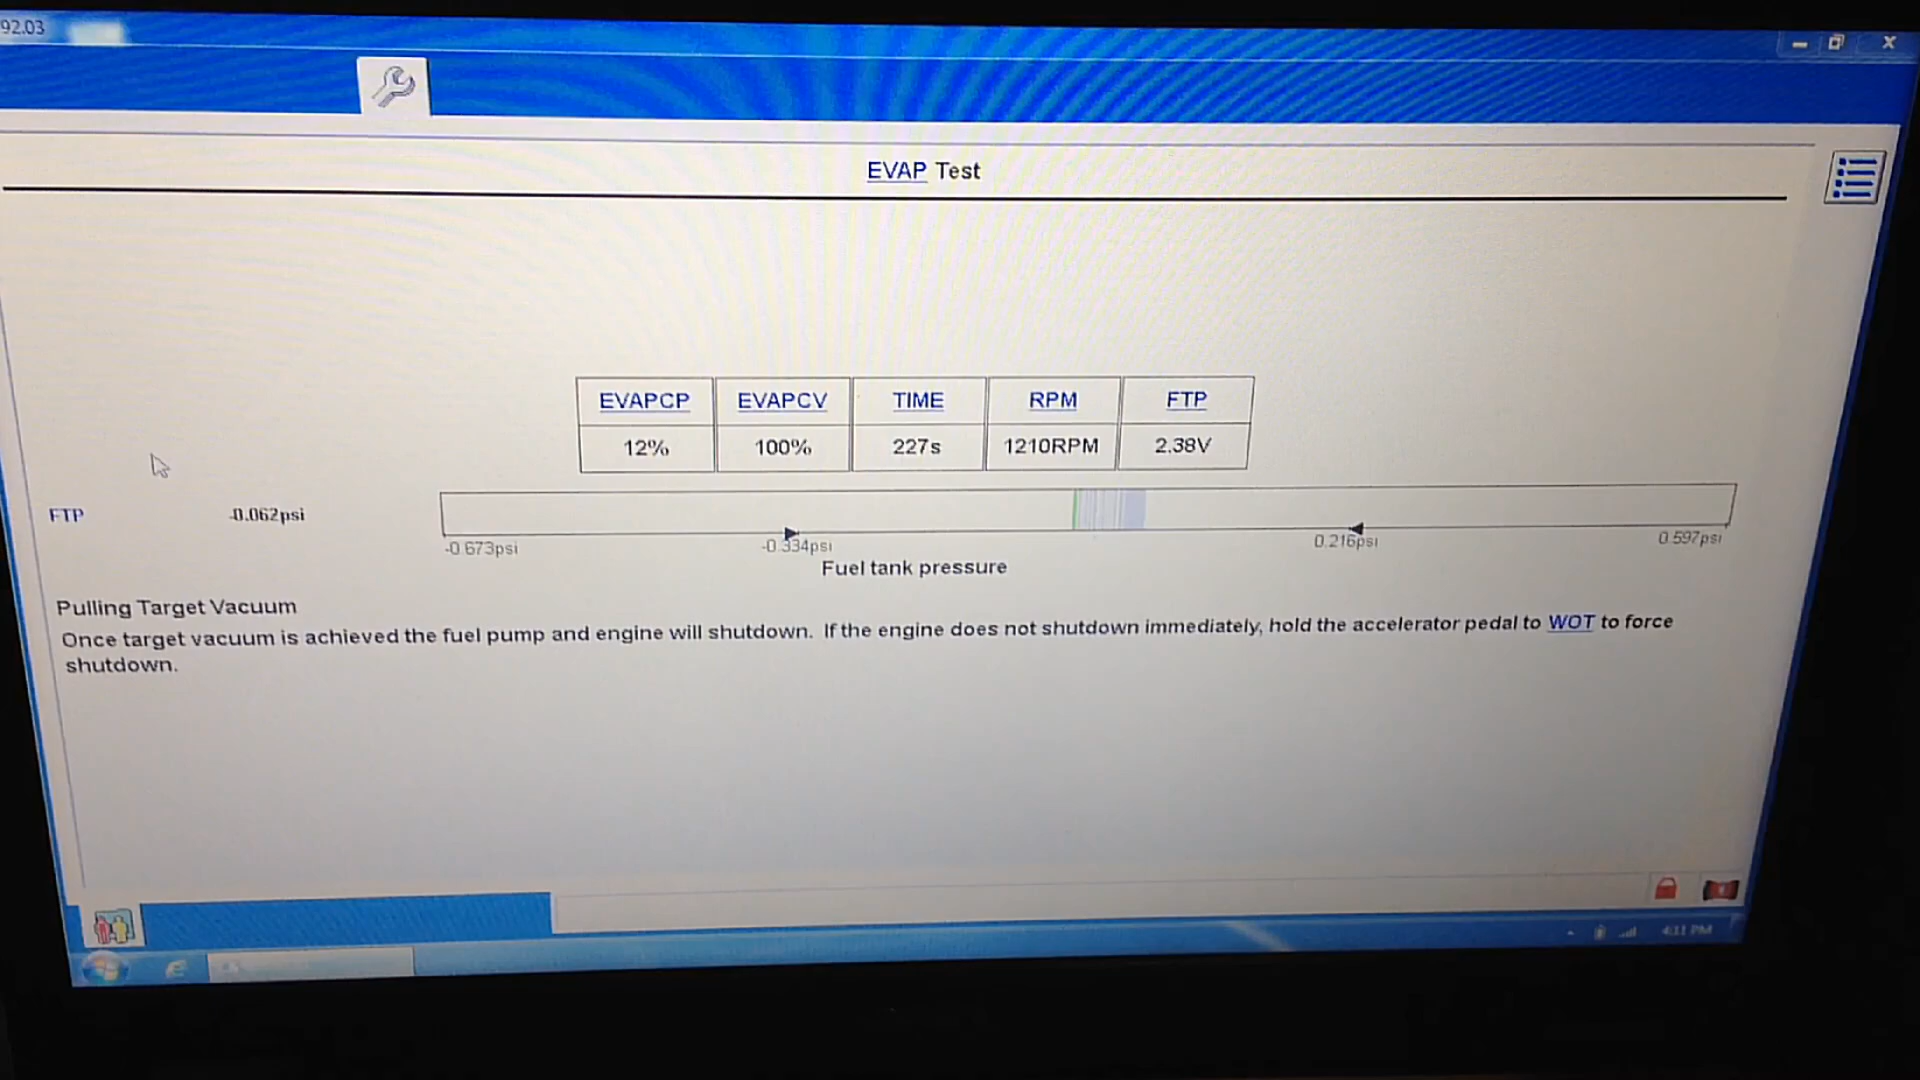 92.03
EVAP Test
EVAPCP EVAPCV TIME RPM FTP
12% 100% 227s 1210RPM 2.38V
FTP -0.062psi
-0.673psi -0.334psi 0.216psi 0.597psi
Fuel tank pressure
Pulling Target Vacuum
Once target vacuum is achieved the fuel pump and engine will shutdown. If the engine does not shutdown immediately, hold the accelerator pedal to WOT to force
shutdown.
4:11 PM